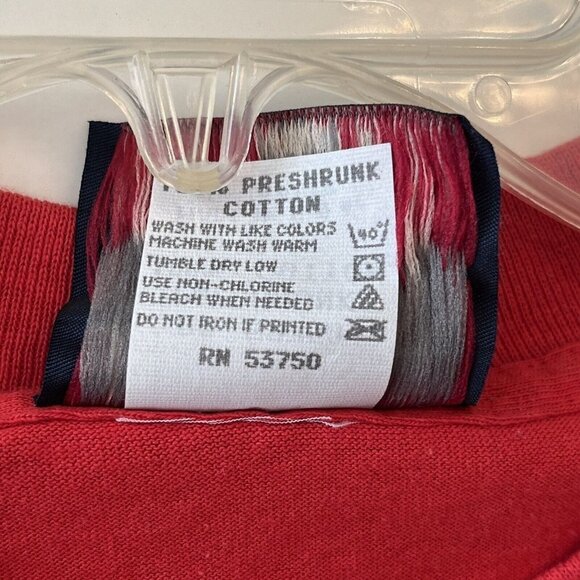 PRESHRUNK
COTTON
WASH WITH LIKE COLORS
MACHINE WASH WARM
40°
TUMBLE DRY LOW
USE NON-CHLORINE
BLEACH WHEN NEEDED
DO NOT IRON IF PRINTED
RN 53750